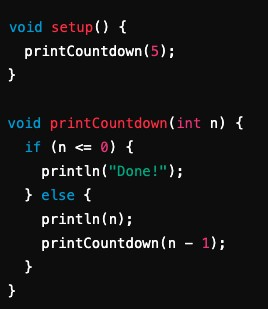 void setup() {
  printCountdown(5);
}

void printCountdown(int n) {
  if (n <= 0) {
    println("Done!");
  } else {
    println(n);
    printCountdown(n - 1);
  }
}